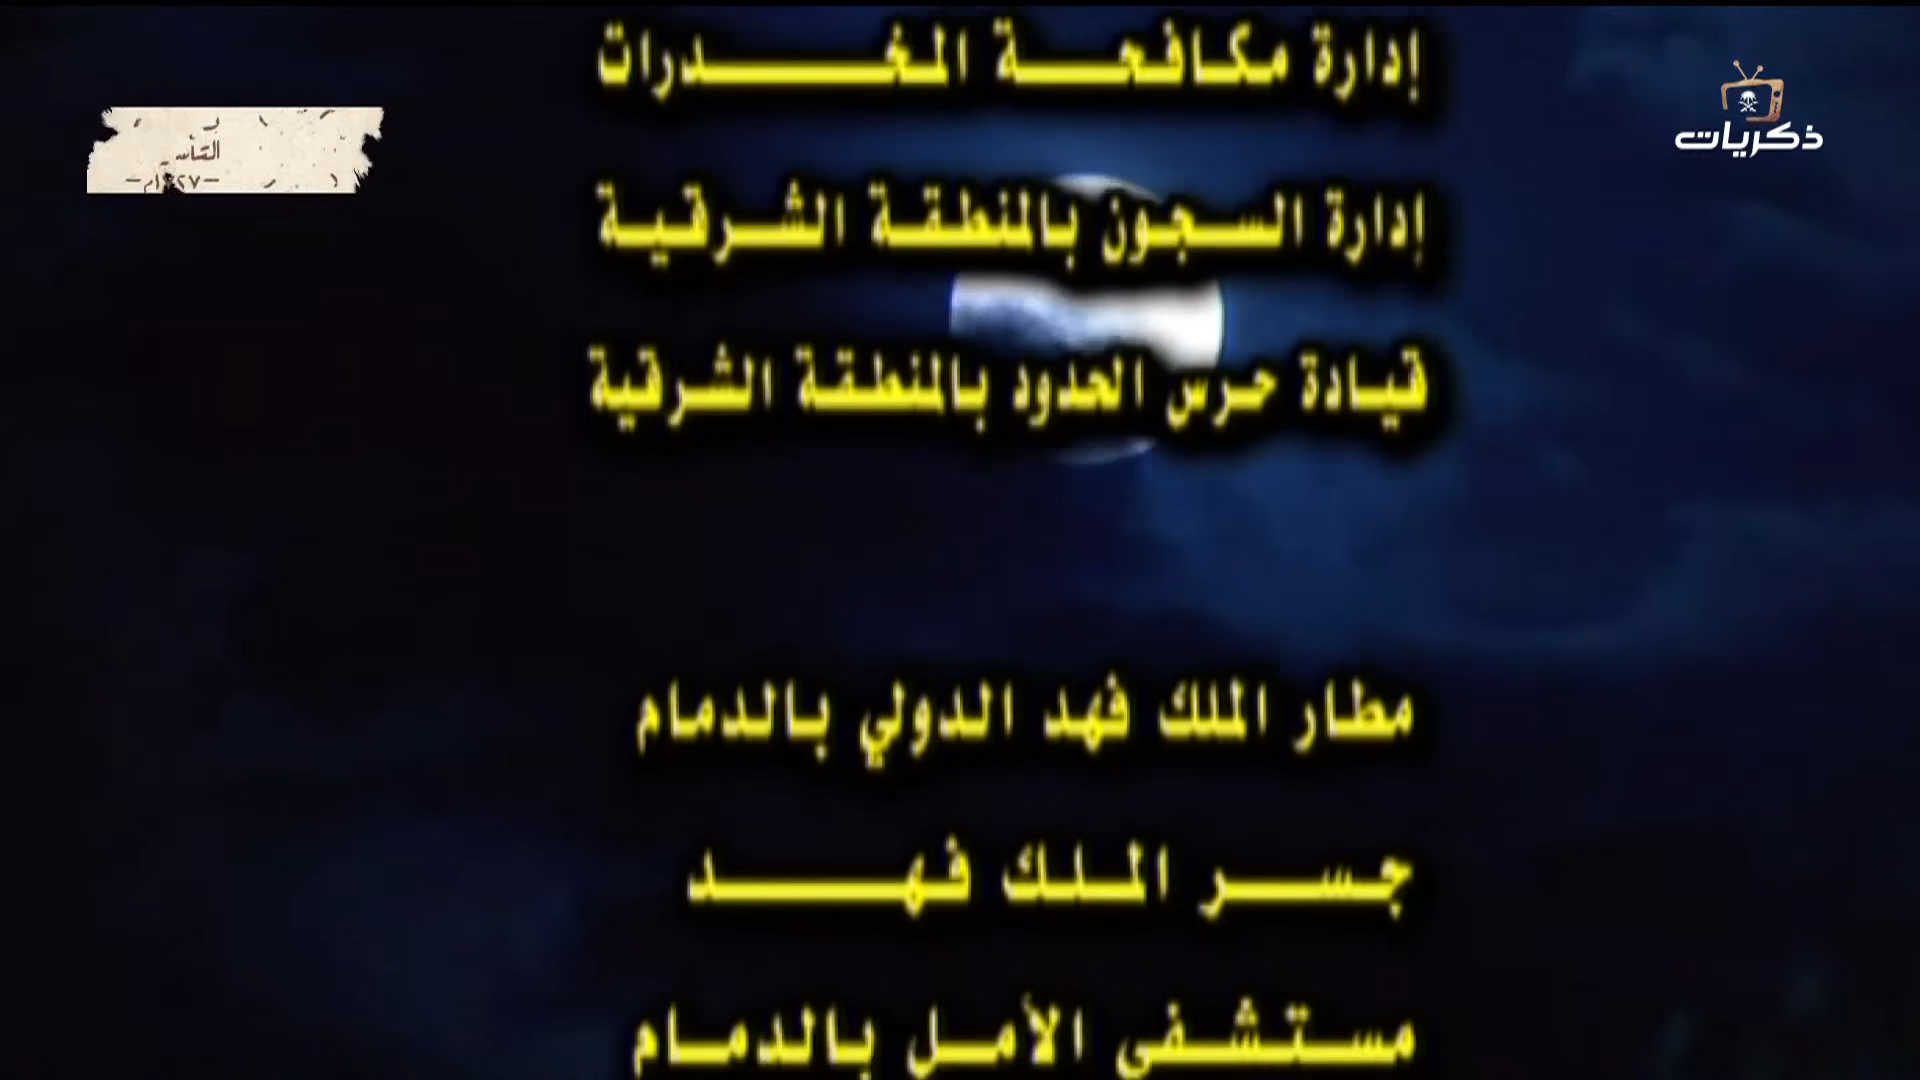 إدارة مكافحة المخدرات
إدارة السجون بالمنطقة الشرقية
قيادة حرس الحدود بالمنطقة الشرقية
مطار الملك فهد الدولي بالدمام
جسر الملك فهد
مستشفى الأمل بالدمام
ذكريات